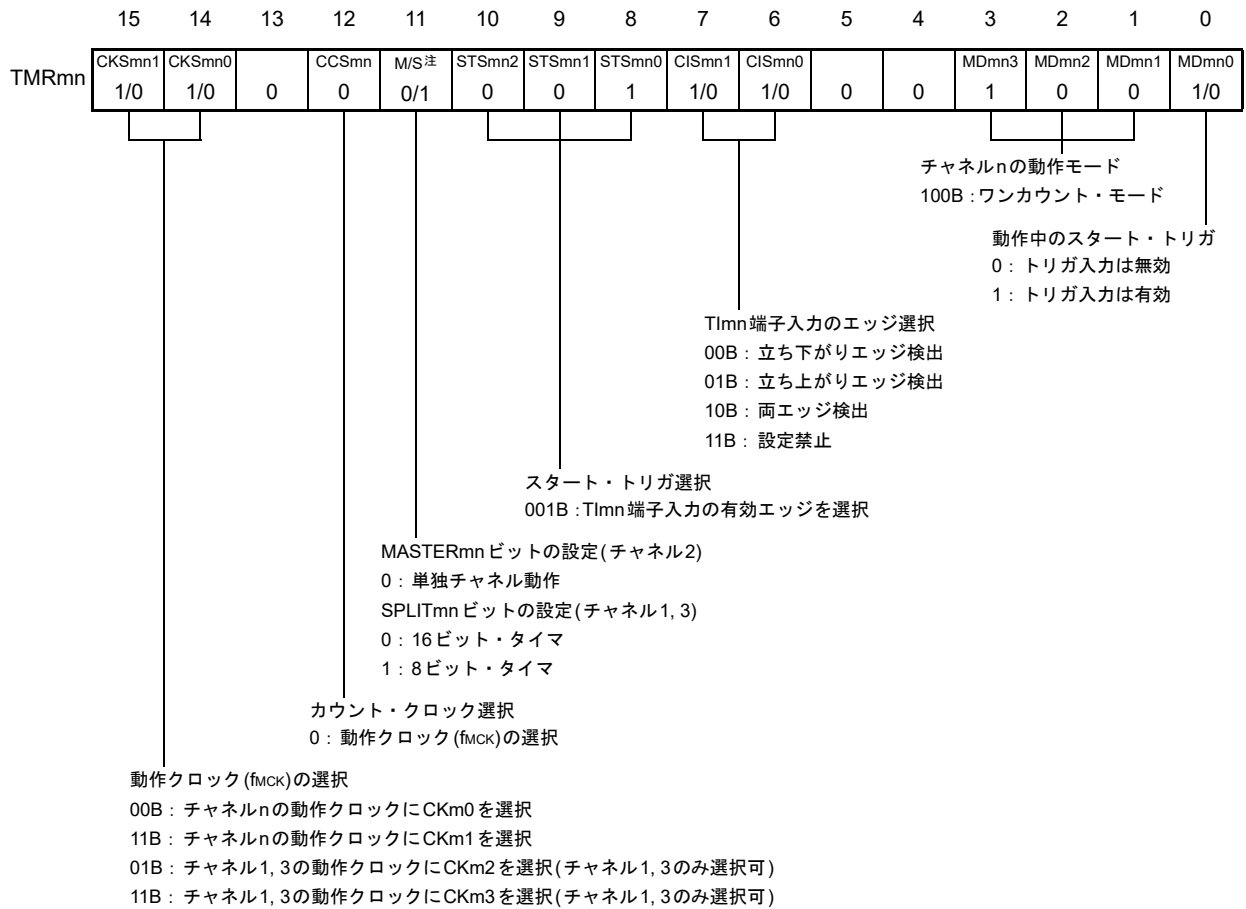 15 14 13 12 11 10 9 8 7 6 5 4 3 2 1 0
TMRmn
CKSmn1 CKSmn0 CCSmn M/S注 STSmn2 STSmn1 STSmn0 CISmn1 CISmn0 MDmn3 MDmn2 MDmn1 MDmn0
1/0 1/0 0 0 0/1 0 0 1 1/0 1/0 0 0 1 0 0 1/0
チャネルnの動作モード
100B:ワンカウント・モード
動作中のスタート・トリガ
0:トリガ入力は無効
1:トリガ入力は有効
TImn端子入力のエッジ選択
00B:立ち下がりエッジ検出
01B:立ち上がりエッジ検出
10B:両エッジ検出
11B:設定禁止
スタート・トリガ選択
001B:TImn端子入力の有効エッジを選択
MASTERmnビットの設定(チャネル2)
0:単独チャネル動作
SPLITmnビットの設定(チャネル1, 3)
0:16ビット・タイマ
1:8ビット・タイマ
カウント・クロック選択
0:動作クロック(fMCK)の選択
動作クロック(fMCK)の選択
00B:チャネルnの動作クロックにCKm0を選択
11B:チャネルnの動作クロックにCKm1を選択
01B:チャネル1, 3の動作クロックにCKm2を選択(チャネル1, 3のみ選択可)
11B:チャネル1, 3の動作クロックにCKm3を選択(チャネル1, 3のみ選択可)